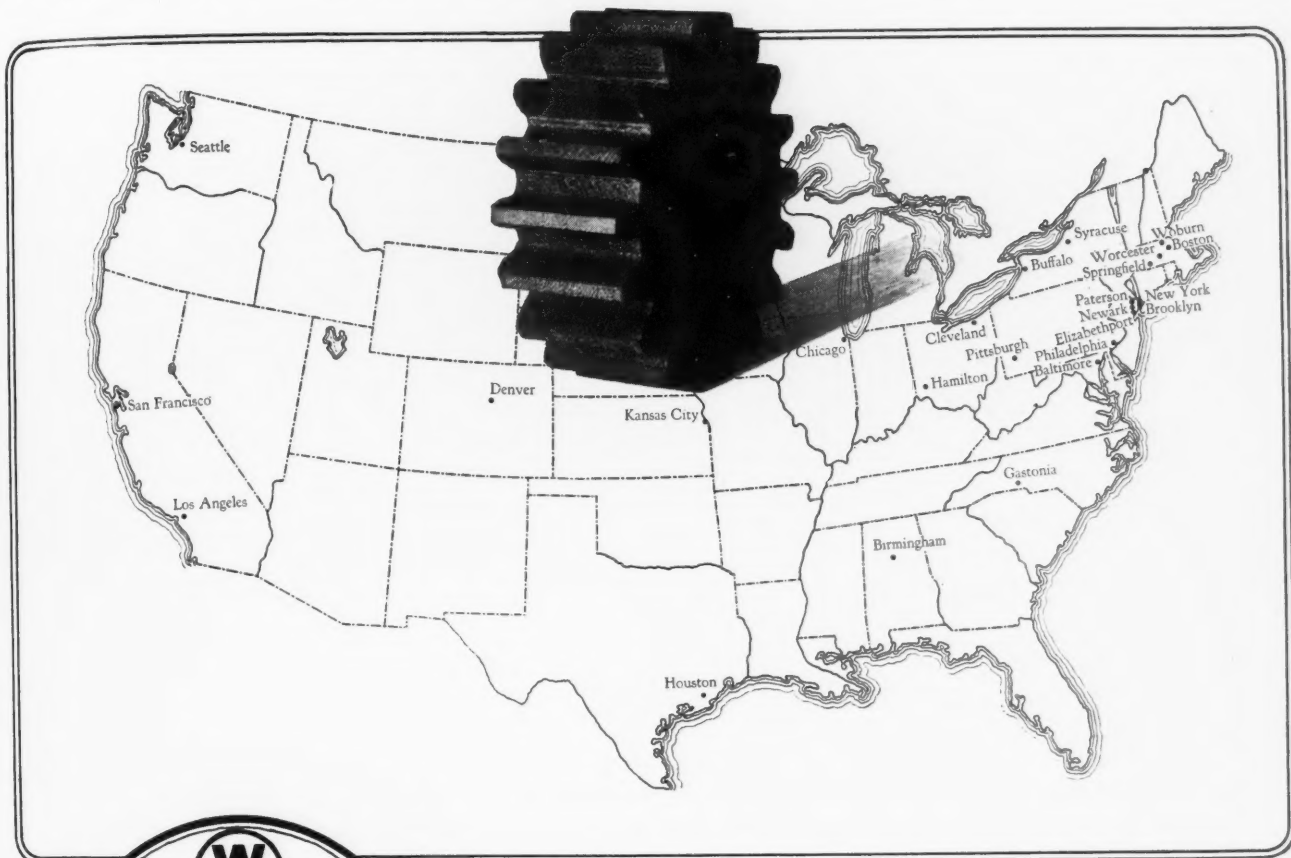 Seattle
Syracuse
Woburn
Boston
Worcester
Buffalo
Springfield
Paterson
New York
Newark
Brooklyn
Elizabethport
Cleveland
Chicago
Pittsburgh
Philadelphia
Baltimore
Hamilton
Denver
San Francisco
Kansas City
Gastonia
Los Angeles
Birmingham
Houston
W